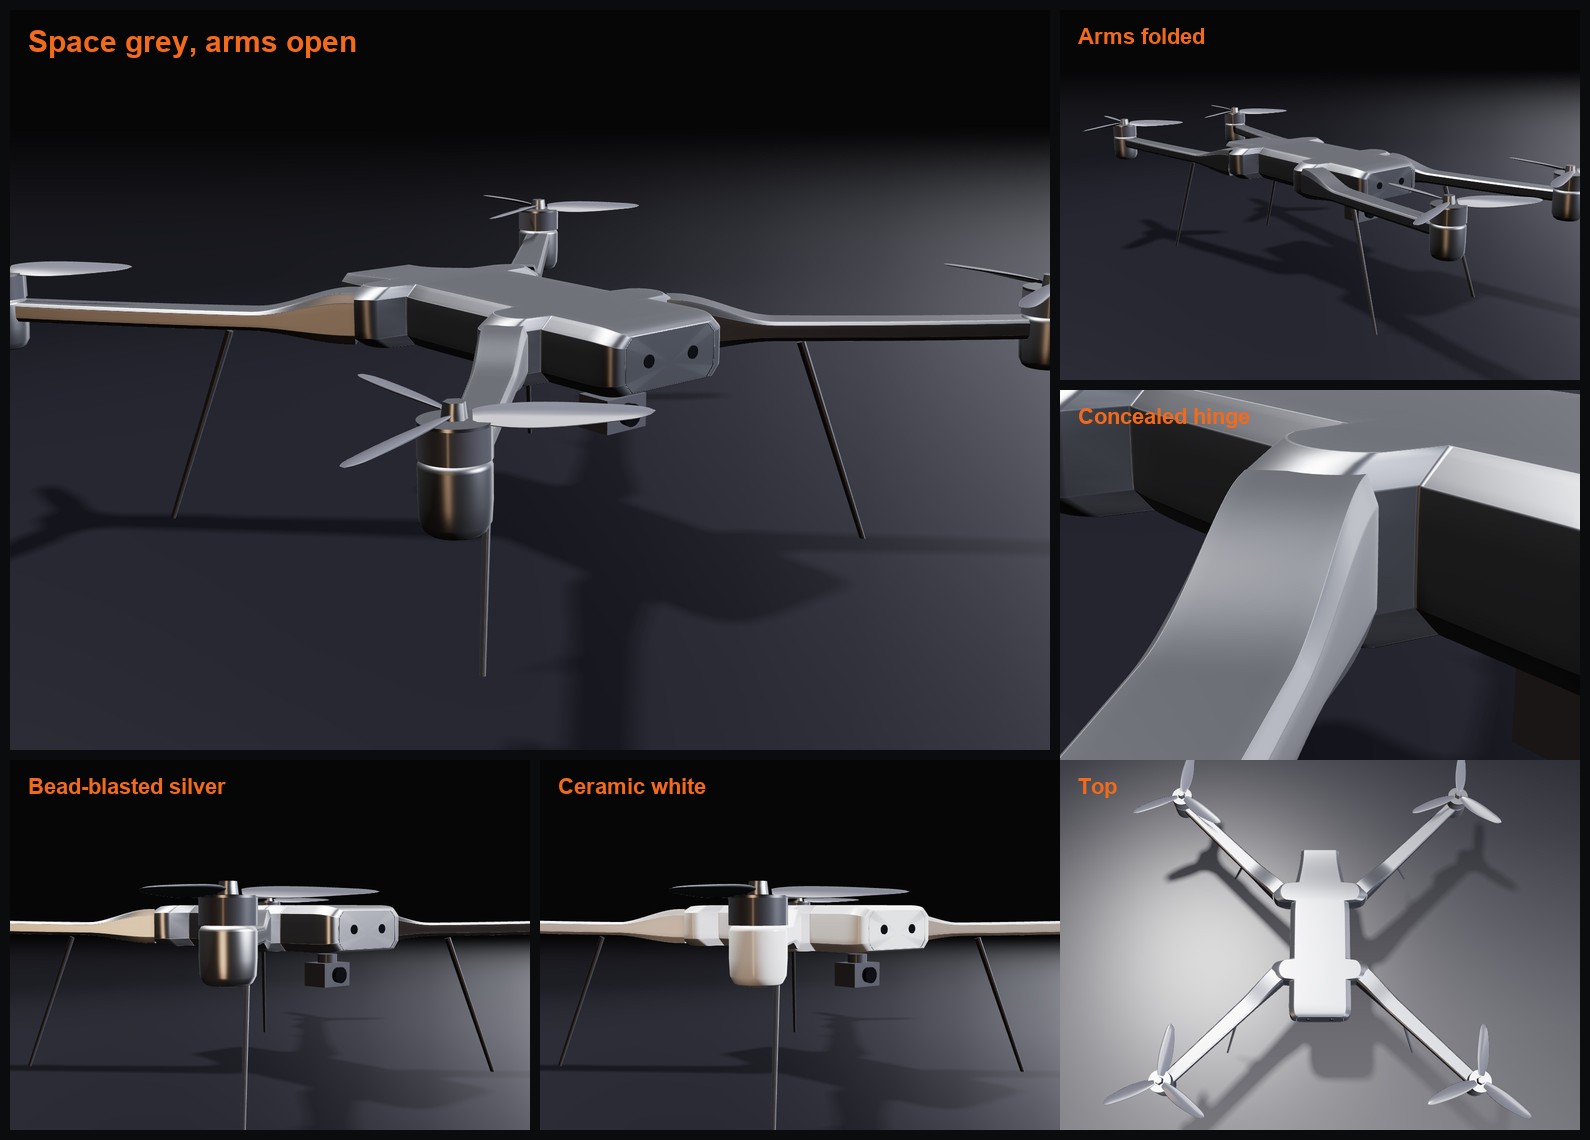 Space grey, arms open
Arms folded
Concealed hinge
Bead-blasted silver
Ceramic white
Top